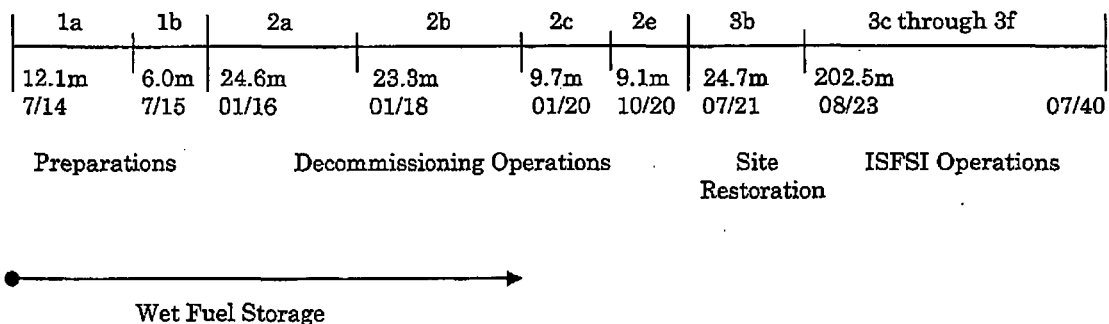 1a 1b 2a 2b 2c 2e 3b 3c through 3f
12.1m 6.0m 24.6m 23.3m 9.7m 9.1m 24.7m 202.5m
7/14 7/15 01/16 01/18 01/20 10/20 07/21 08/23 07/40
Preparations Decommissioning Operations Site ISFSI Operations
Restoration
Wet Fuel Storage